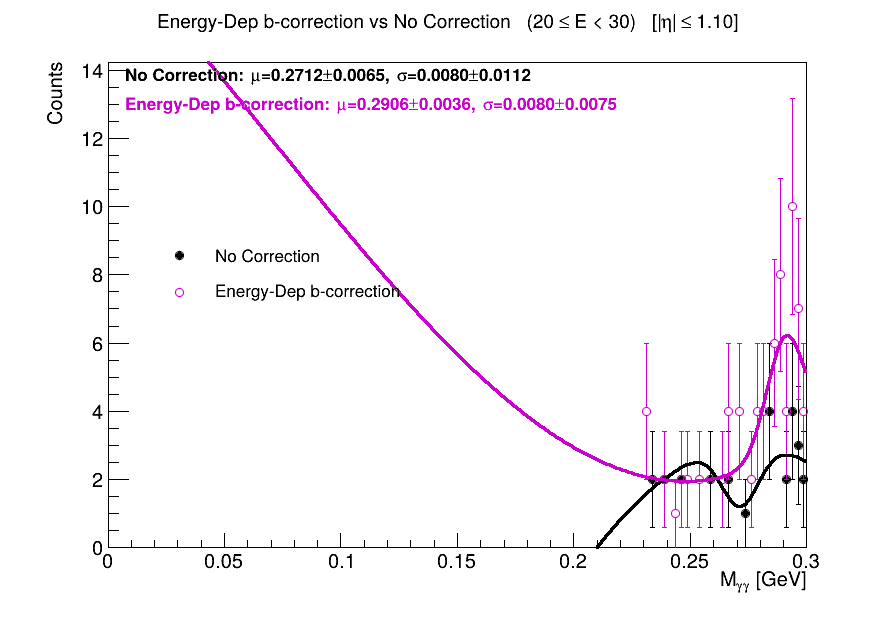 Energy-Dep b-correction vs No Correction (20 ≤ E < 30) [|η| ≤ 1.10]
Counts
No Correction: μ=0.2712±0.0065, σ=0.0080±0.0112
Energy-Dep b-correction: μ=0.2906±0.0036, σ=0.0080±0.0075
14
12
10
8
6
4
2
0
No Correction
Energy-Dep b-correction
0 0.05 0.1 0.15 0.2 0.25 0.3
M_γγ [GeV]